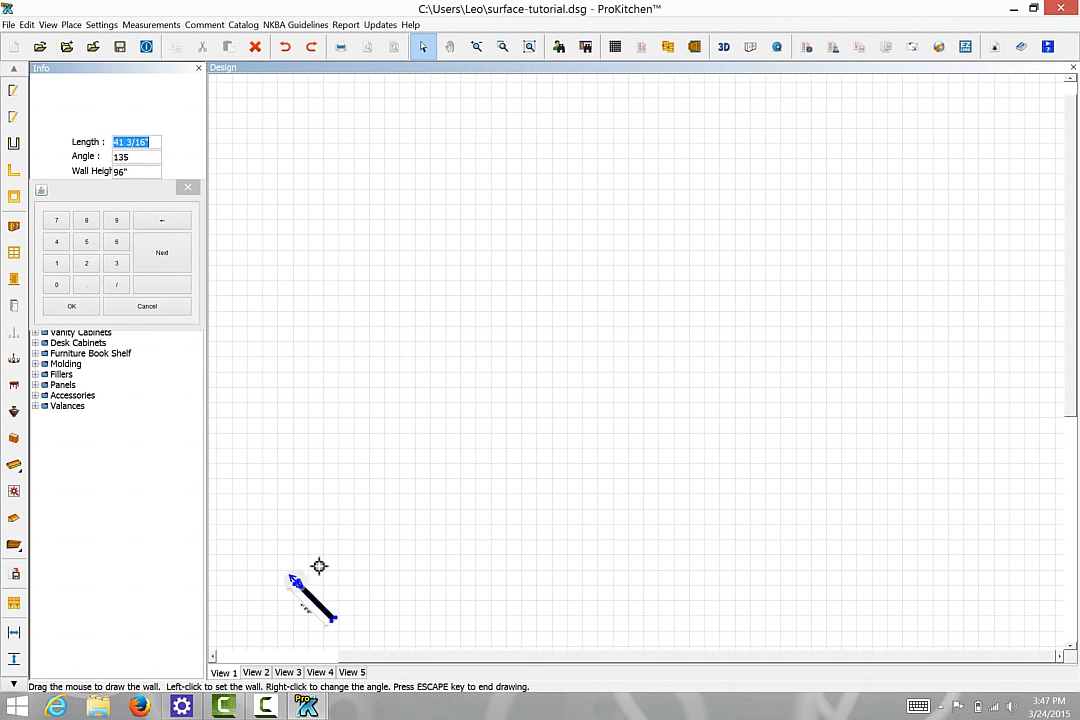 C:\Users\Leo\surface-tutorial.dsg - ProKitchen™
File Edit View Place Settings Measurements Comment Catalog NKBA Guidelines Report Updates Help
3D
EZ
Info
Design
Length : 41 3/16"
Angle : 135
Wall Heigh 96"
7 8 9 ←
4 5 6 Next
1 2 3
0 . /
OK Cancel
Vanity Cabinets
Desk Cabinets
Furniture Book Shelf
Molding
Fillers
Panels
Accessories
Valances
View 1 View 2 View 3 View 4 View 5
Drag the mouse to draw the wall. Left-click to set the wall. Right-click to change the angle. Press ESCAPE key to end drawing.
Pro
3:47 PM
3/24/2015